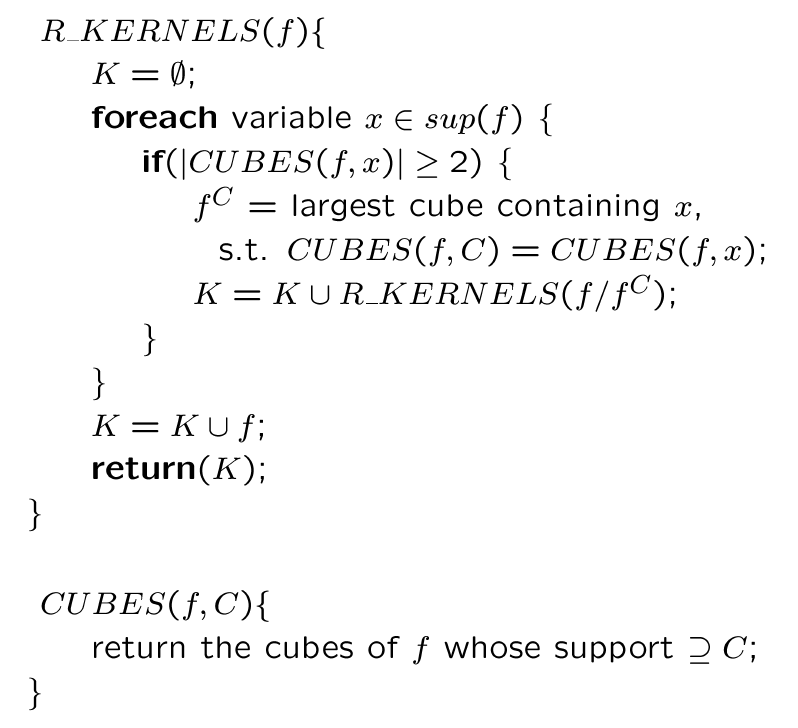 R_KERNELS(f){
K = ∅;
foreach variable x ∈ sup(f) {
if(|CUBES(f,x)| ≥ 2) {
f^C = largest cube containing x,
s.t. CUBES(f,C) = CUBES(f,x);
K = K ∪ R_KERNELS(f/f^C);
}
}
K = K ∪ f;
return(K);
}
CUBES(f,C){
return the cubes of f whose support ⊇ C;
}